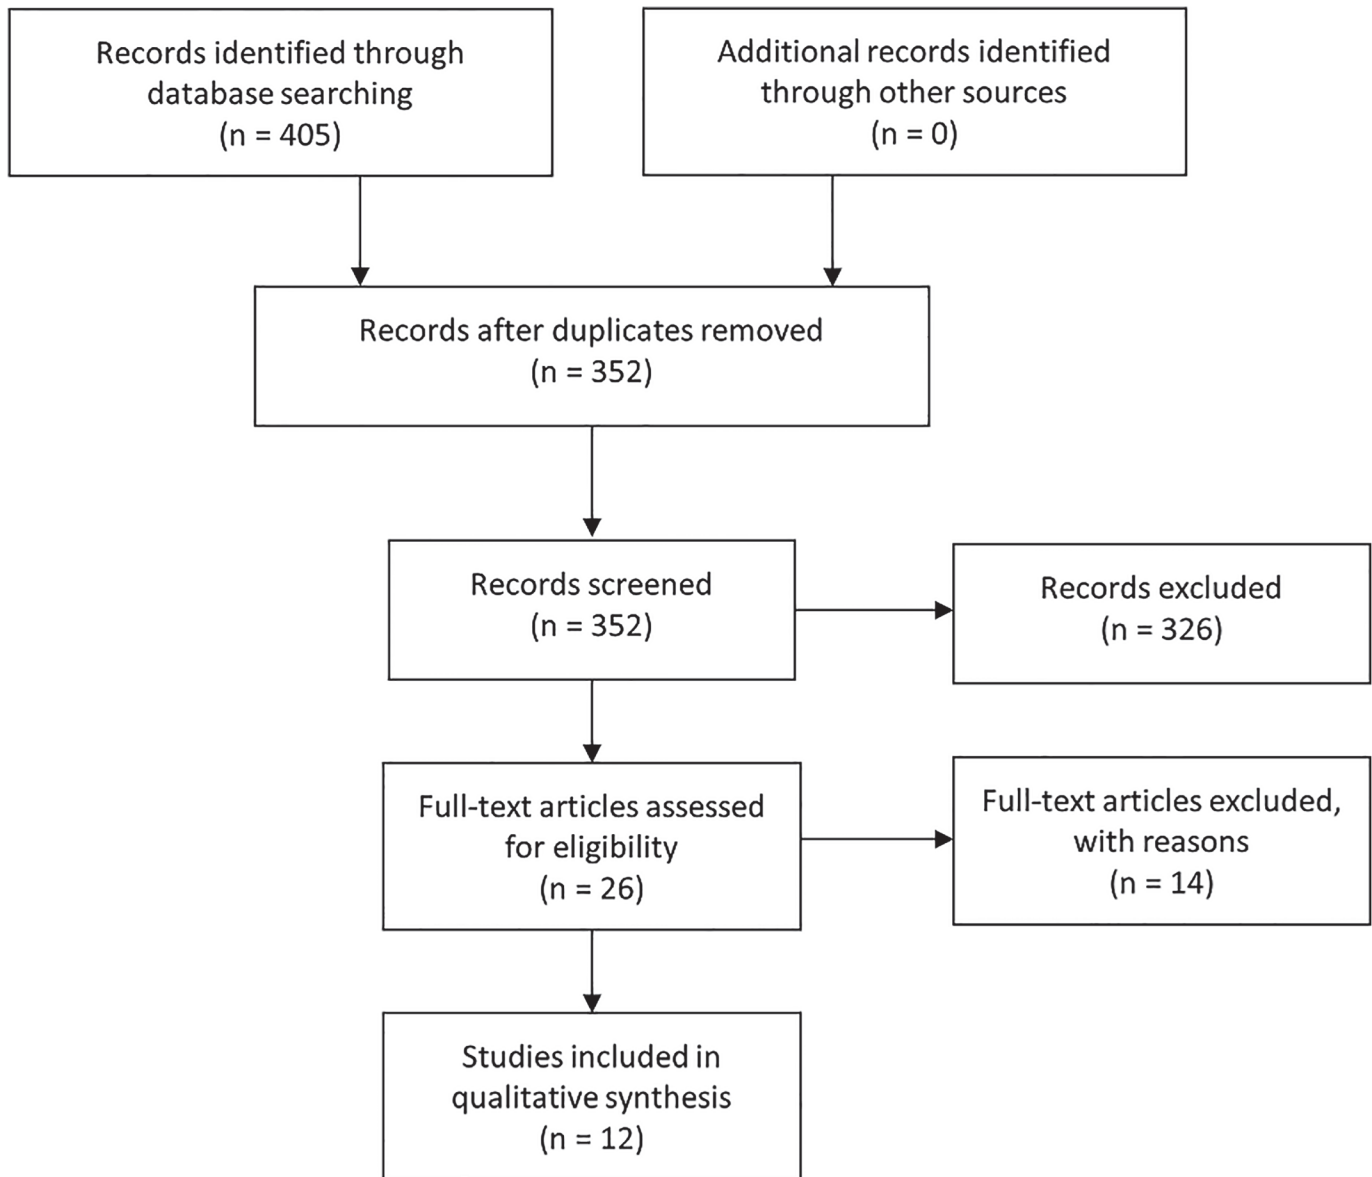 Records identified through
database searching
(n = 405)
Additional records identified
through other sources
(n = 0)
Records after duplicates removed
(n = 352)
Records screened
(n = 352)
Records excluded
(n = 326)
Full-text articles assessed
for eligibility
(n = 26)
Full-text articles excluded,
with reasons
(n = 14)
Studies included in
qualitative synthesis
(n = 12)